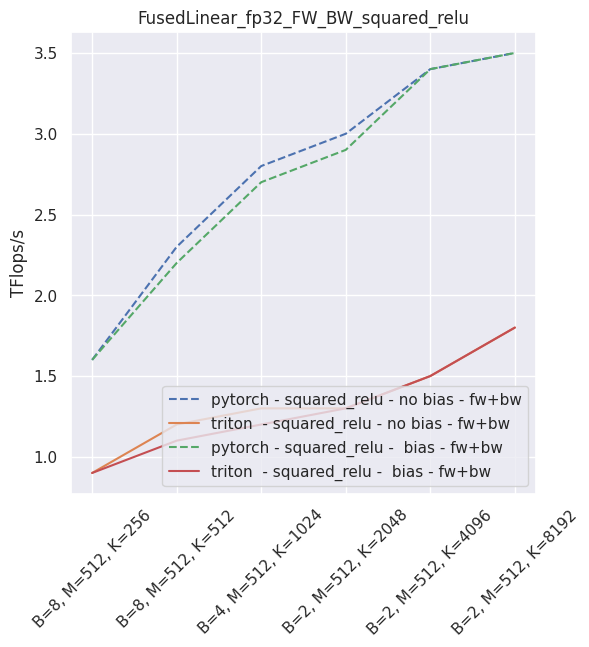 FusedLinear_fp32_FW_BW_squared_relu
TFlops/s
3.5
3.0
2.5
2.0
1.5
1.0
pytorch - squared_relu - no bias - fw+bw
triton  - squared_relu - no bias - fw+bw
pytorch - squared_relu -  bias - fw+bw
triton  - squared_relu -  bias - fw+bw
B=8, M=512, K=256
B=8, M=512, K=512
B=4, M=512, K=1024
B=2, M=512, K=2048
B=2, M=512, K=4096
B=2, M=512, K=8192